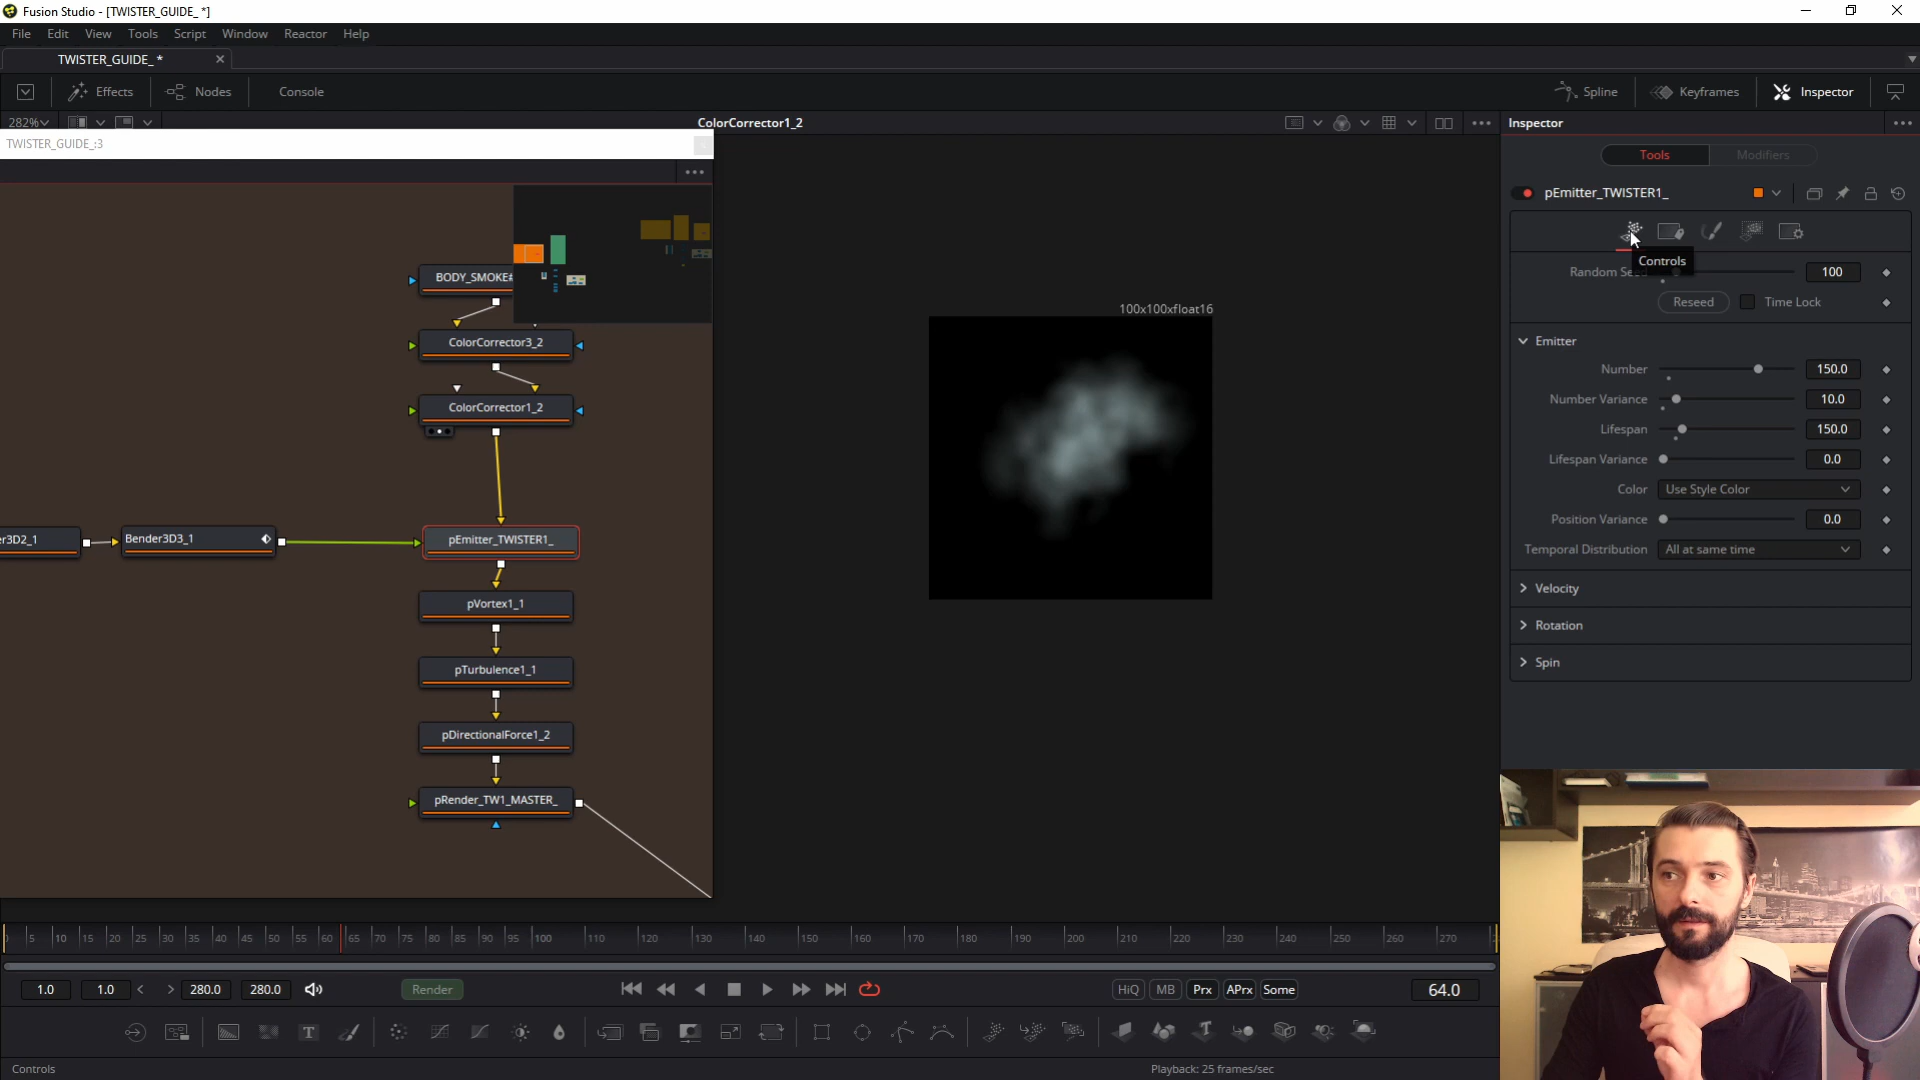 Fusion Studio - [TWISTER_GUIDE_ *]
File Edit View Tools Script Window Reactor Help
TWISTER_GUIDE_ *
Effects Nodes Console Spline Keyframes Inspector
282% ColorCorrector1_2 Inspector
TWISTER_GUIDE_:3
Tools Modifiers
pEmitter_TWISTER1_
Controls
Random See 100
Reseed Time Lock
Emitter
Number 150.0
Number Variance 10.0
Lifespan 150.0
Lifespan Variance 0.0
Color Use Style Color
Position Variance 0.0
Temporal Distribution All at same time
Velocity
Rotation
Spin
BODY_SMOKE
ColorCorrector3_2
ColorCorrector1_2
er3D2_1 Bender3D3_1 pEmitter_TWISTER1_
pVortex1_1
pTurbulence1_1
pDirectionalForce1_2
pRender_TW1_MASTER_
100x100xfloat16
5 10 15 20 25 30 35 40 45 50 55 60 65 70 75 80 85 90 95 100 110 120 130 140 150 160 170 180 190 200 210 220 230 240 250 260 270
1.0 1.0 < > 280.0 280.0 Render HiQ MB Prx APrx Some 64.0
Controls Playback: 25 frames/sec